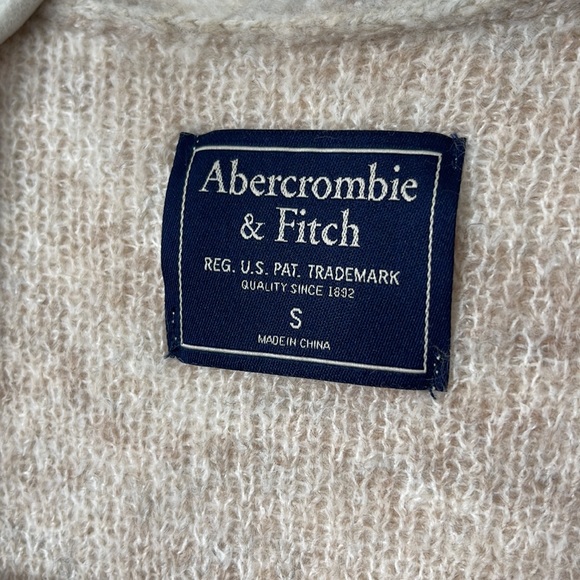 Abercrombie
& Fitch
REG. U.S. PAT. TRADEMARK
QUALITY SINCE 1892
S
MADE IN CHINA